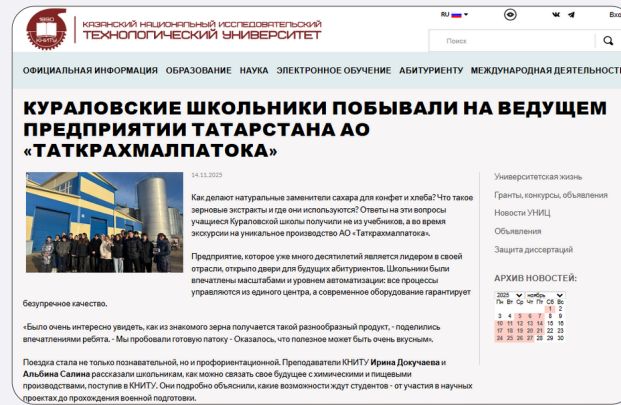 1890
КНИТУ
КАЗАНСКИЙ НАЦИОНАЛЬНЫЙ ИССЛЕДОВАТЕЛЬСКИЙ
ТЕХНОЛОГИЧЕСКИЙ УНИВЕРСИТЕТ
RU
Вхо
Поиск
ОФИЦИАЛЬНАЯ ИНФОРМАЦИЯ ОБРАЗОВАНИЕ НАУКА ЭЛЕКТРОННОЕ ОБУЧЕНИЕ АБИТУРИЕНТУ МЕЖДУНАРОДНАЯ ДЕЯТЕЛЬНОСТЬ
КУРАЛОВСКИЕ ШКОЛЬНИКИ ПОБЫВАЛИ НА ВЕДУЩЕМ
ПРЕДПРИЯТИИ ТАТАРСТАНА АО
«ТАТКРАХМАЛПАТОКА»
14.11.2025
Как делают натуральные заменители сахара для конфет и хлеба? Что такое
зерновые экстракты и где они используются? Ответы на эти вопросы
учащиеся Кураловской школы получили не из учебников, а во время
экскурсии на уникальное производство АО «Таткрахмалпатока».
Предприятие, которое уже много десятилетий является лидером в своей
отрасли, открыло двери для будущих абитуриентов. Школьники были
впечатлены масштабами и уровнем автоматизации: все процессы
управляются из единого центра, а современное оборудование гарантирует
безупречное качество.
«Было очень интересно увидеть, как из знакомого зерна получается такой разнообразный продукт, - поделились
впечатлениями ребята. - Мы пробовали готовую патоку - Оказалось, что полезное может быть очень вкусным».
Поездка стала не только познавательной, но и профориентационной. Преподаватели КНИТУ Ирина Докучаева и
Альбина Салина рассказали школьникам, как можно связать свое будущее с химическими и пищевыми
производствами, поступив в КНИТУ. Они подробно объяснили, какие возможности ждут студентов - от участия в научных
проектах до прохождения военной подготовки.
Университетская жизнь
Гранты, конкурсы, объявления
Новости УНИЦ
Объявления
Защита диссертаций
АРХИВ НОВОСТЕЙ:
2025 ноябрь
Пн Вт Ср Чт Пт Сб Вс
1 2
3 4 5 6 7 8 9
10 11 12 13 14 15 16
17 18 19 20 21 22 23
24 25 26 27 28 29 30